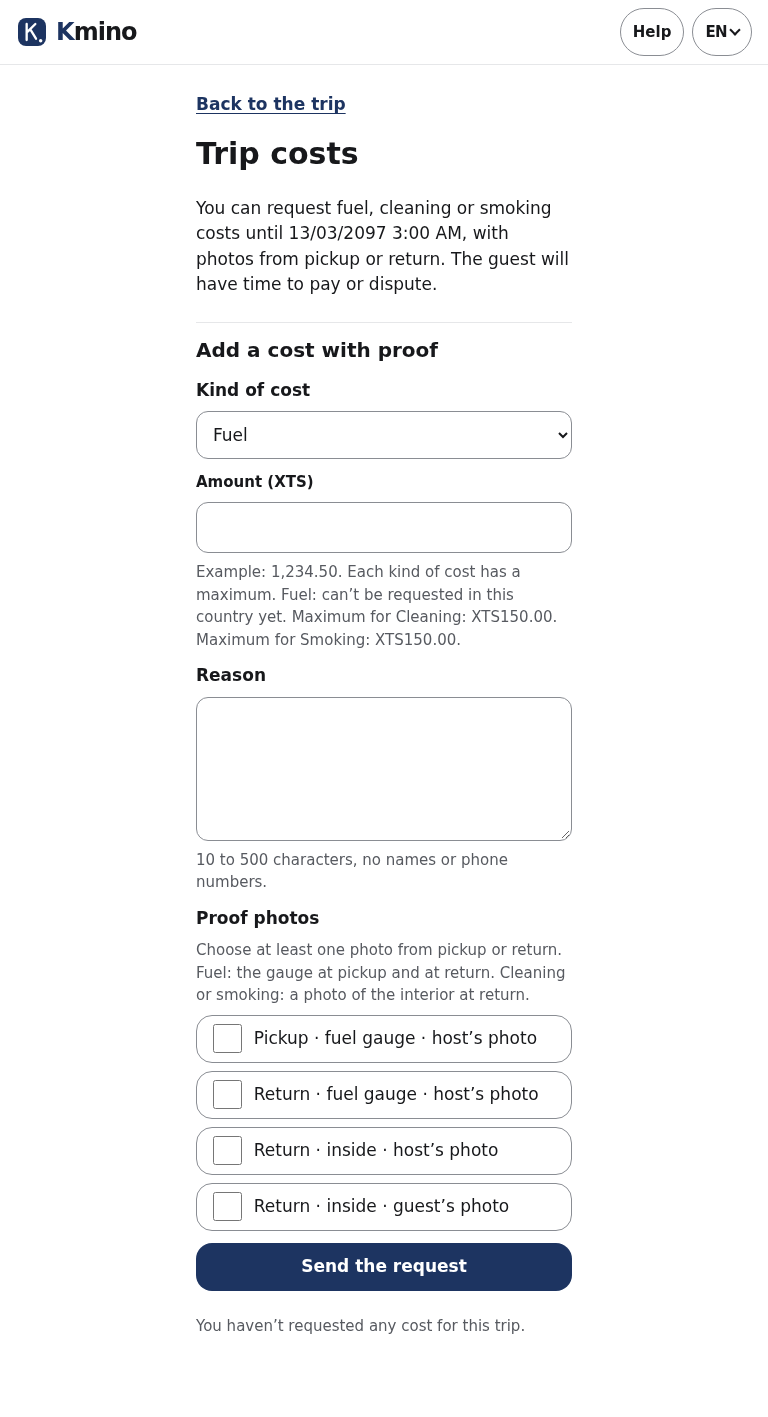 Kmino
Help
EN
Back to the trip
Trip costs
You can request fuel, cleaning or smoking
costs until 13/03/2097 3:00 AM, with
photos from pickup or return. The guest will
have time to pay or dispute.
Add a cost with proof
Kind of cost
Fuel
Amount (XTS)
Example: 1,234.50. Each kind of cost has a
maximum. Fuel: can’t be requested in this
country yet. Maximum for Cleaning: XTS150.00.
Maximum for Smoking: XTS150.00.
Reason
10 to 500 characters, no names or phone
numbers.
Proof photos
Choose at least one photo from pickup or return.
Fuel: the gauge at pickup and at return. Cleaning
or smoking: a photo of the interior at return.
Pickup · fuel gauge · host’s photo
Return · fuel gauge · host’s photo
Return · inside · host’s photo
Return · inside · guest’s photo
Send the request
You haven’t requested any cost for this trip.